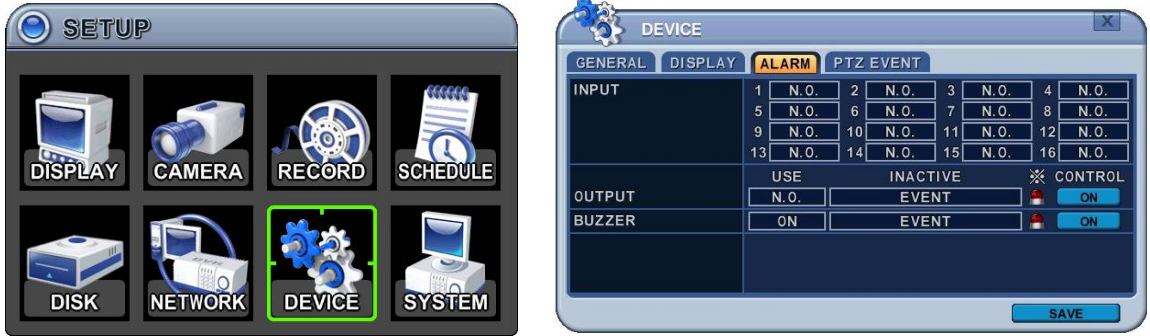 SETUP
DISPLAY CAMERA RECORD SCHEDULE
DISK NETWORK DEVICE SYSTEM
DEVICE X
GENERAL DISPLAY ALARM PTZ EVENT
INPUT 1 N.O. 2 N.O. 3 N.O. 4 N.O.
5 N.O. 6 N.O. 7 N.O. 8 N.O.
9 N.O. 10 N.O. 11 N.O. 12 N.O.
13 N.O. 14 N.O. 15 N.O. 16 N.O.
USE INACTIVE ※ CONTROL
OUTPUT N.O. EVENT ON
BUZZER ON EVENT ON
SAVE